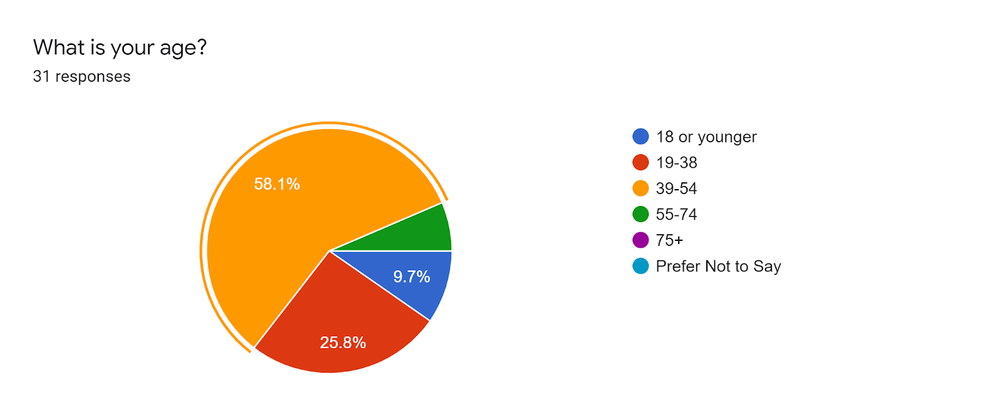 What is your age?
31 responses
58.1%
9.7%
25.8%
18 or younger
19-38
39-54
55-74
75+
Prefer Not to Say